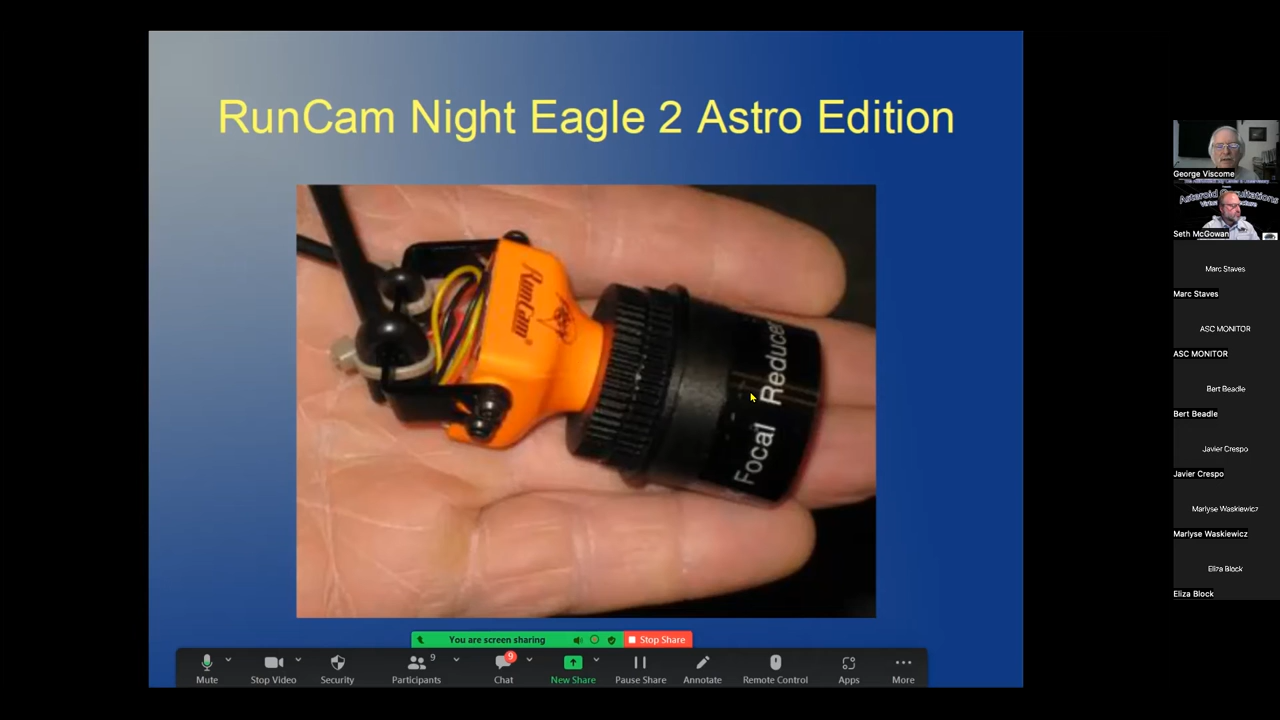 RunCam Night Eagle 2 Astro Edition
RunCam
Focal Reducer
You are screen sharing
Stop Share
Mute
Stop Video
Security
9
Participants
9
Chat
New Share
Pause Share
Annotate
Remote Control
Apps
More
George Viscome
Seth McGowan
Marc Staves
Marc Staves
ASC MONITOR
ASC MONITOR
Bert Beadle
Bert Beadle
Javier Crespo
Javier Crespo
Marlyse Waskiewicz
Marlyse Waskiewicz
Eliza Block
Eliza Block